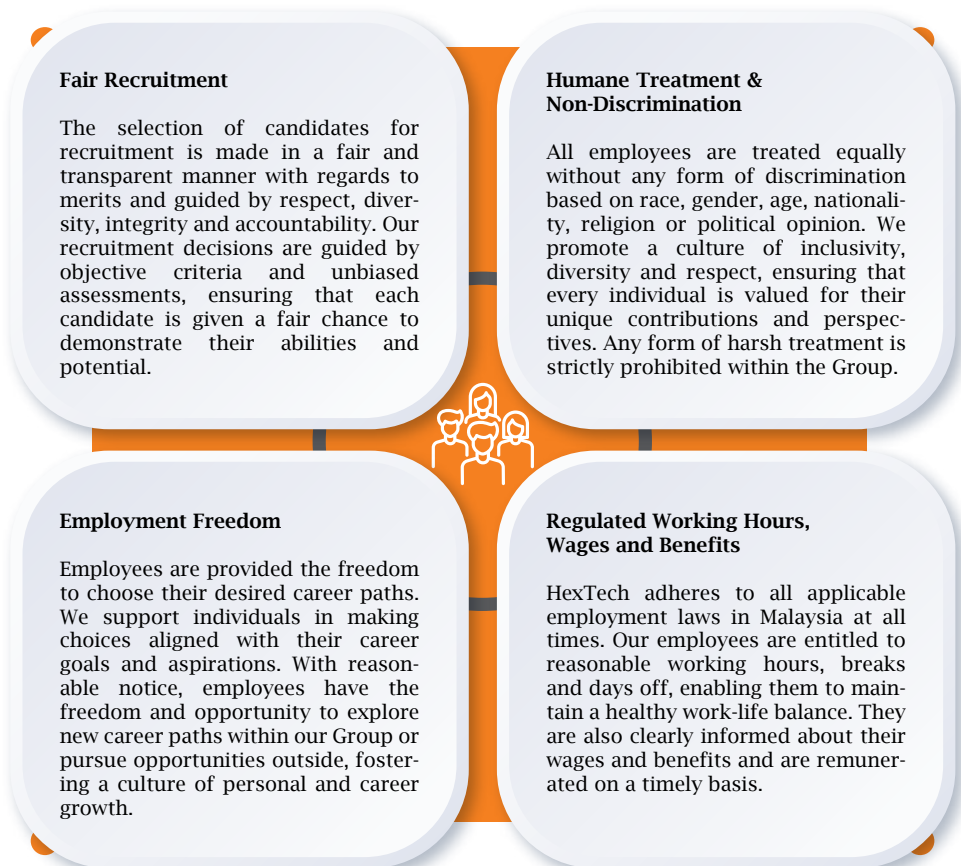 Fair Recruitment
The selection of candidates for
recruitment is made in a fair and
transparent manner with regards to
merits and guided by respect, diver-
sity, integrity and accountability. Our
recruitment decisions are guided by
objective criteria and unbiased
assessments, ensuring that each
candidate is given a fair chance to
demonstrate their abilities and
potential.
Humane Treatment &
Non-Discrimination
All employees are treated equally
without any form of discrimination
based on race, gender, age, nationali-
ty, religion or political opinion. We
promote a culture of inclusivity,
diversity and respect, ensuring that
every individual is valued for their
unique contributions and perspec-
tives. Any form of harsh treatment is
strictly prohibited within the Group.
Employment Freedom
Employees are provided the freedom
to choose their desired career paths.
We support individuals in making
choices aligned with their career
goals and aspirations. With reason-
able notice, employees have the
freedom and opportunity to explore
new career paths within our Group or
pursue opportunities outside, foster-
ing a culture of personal and career
growth.
Regulated Working Hours,
Wages and Benefits
HexTech adheres to all applicable
employment laws in Malaysia at all
times. Our employees are entitled to
reasonable working hours, breaks
and days off, enabling them to main-
tain a healthy work-life balance. They
are also clearly informed about their
wages and benefits and are remuner-
ated on a timely basis.